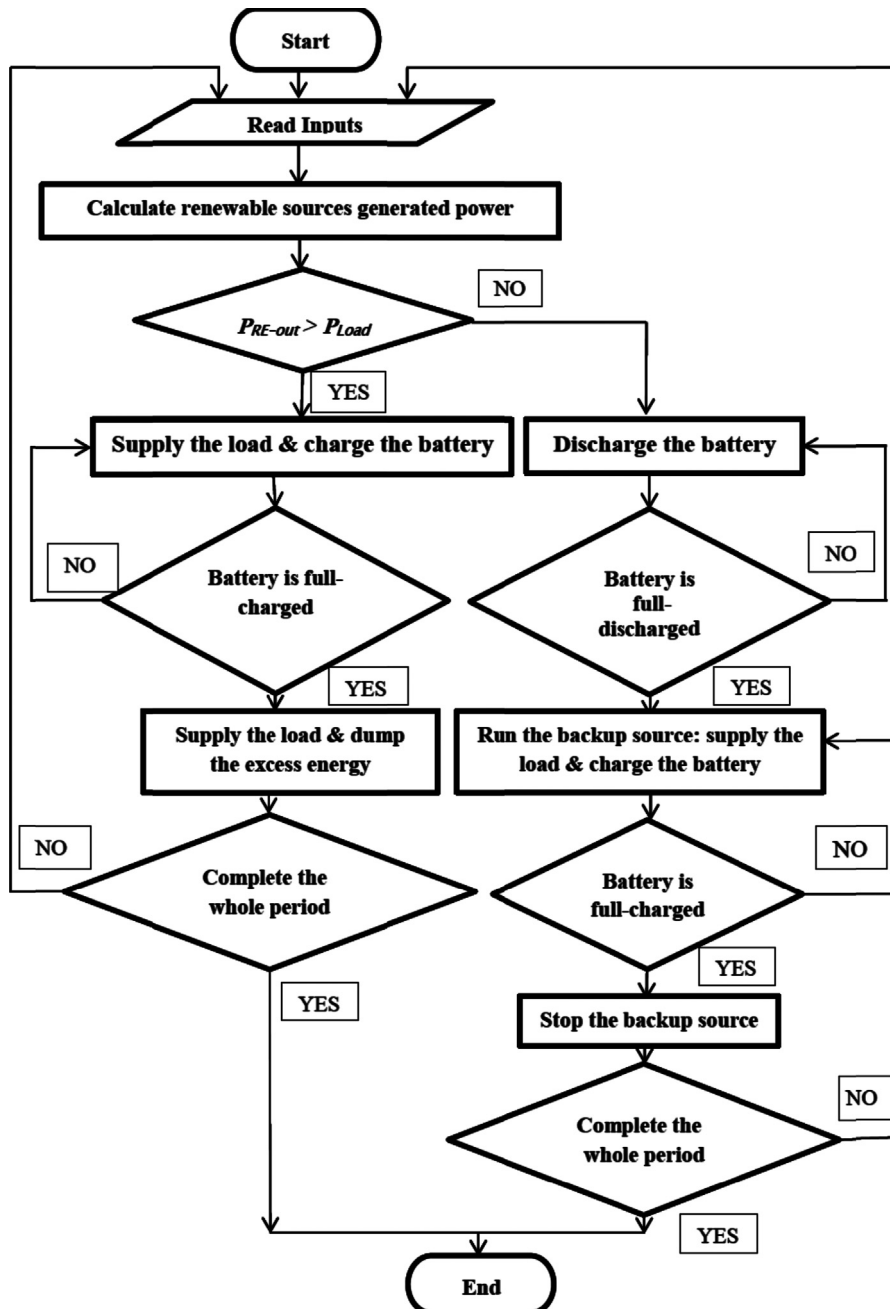 Start
Read Inputs
Calculate renewable sources generated power
NO
P_RE-out > P_Load
YES
Supply the load & charge the battery
Discharge the battery
NO
Battery is full-
charged
NO
Battery is
full-
discharged
YES
YES
Supply the load & dump
the excess energy
Run the backup source: supply the
load & charge the battery
NO
Complete the
whole period
NO
Battery is
full-charged
YES
YES
Stop the backup source
NO
Complete the
whole period
YES
End